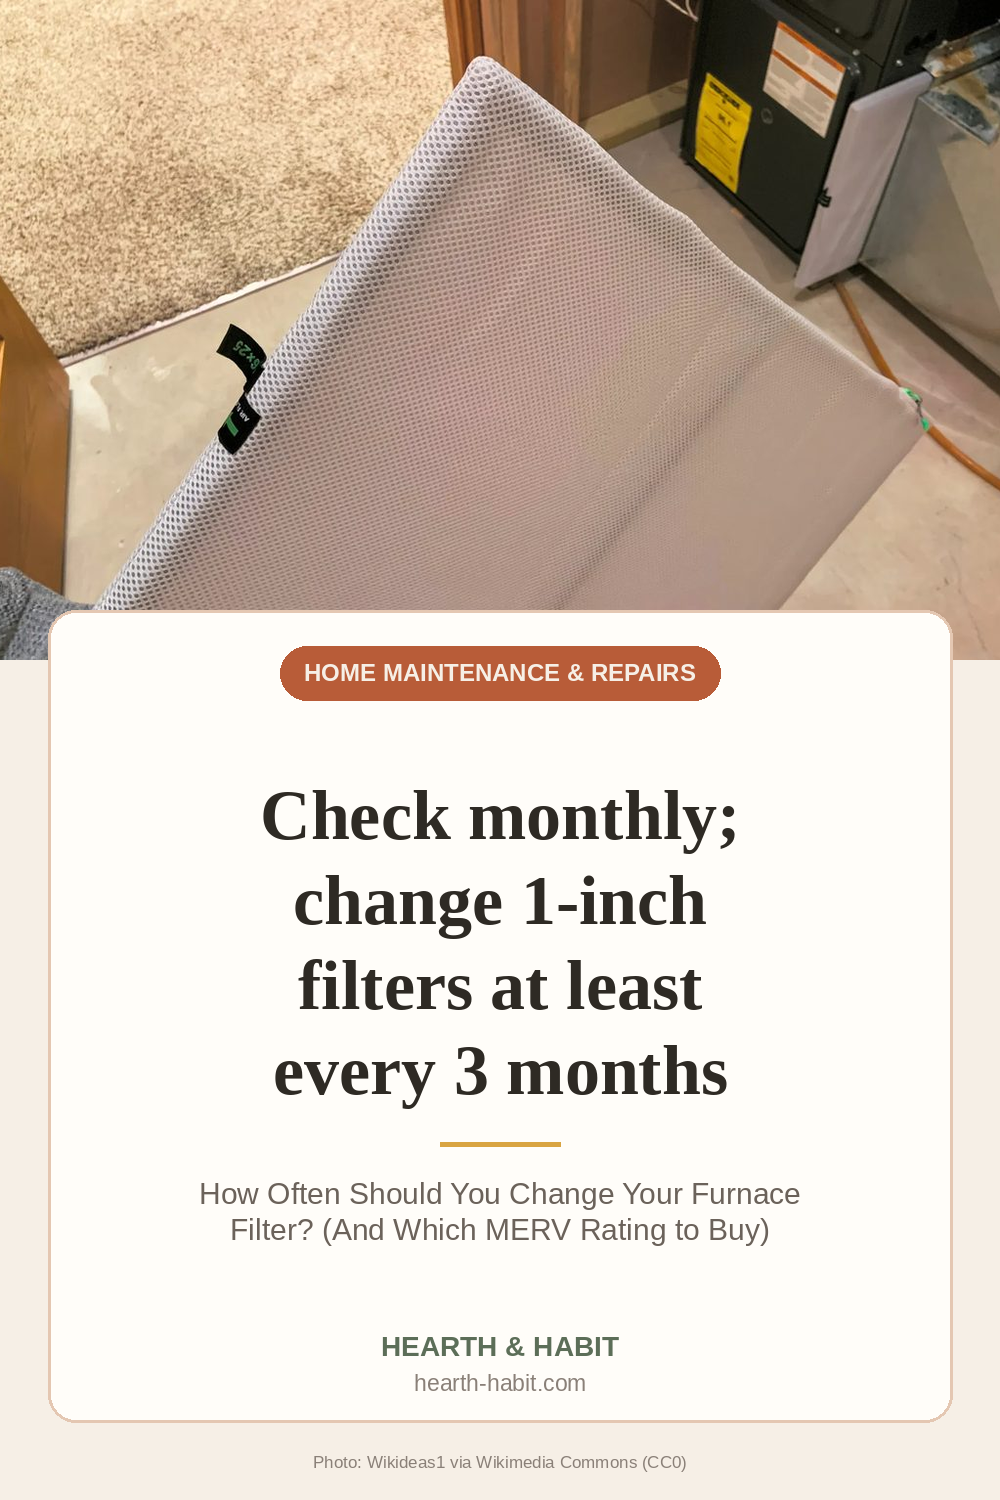 8x25
AIR
HOME MAINTENANCE & REPAIRS
Check monthly;
change 1-inch
filters at least
every 3 months
How Often Should You Change Your Furnace
Filter? (And Which MERV Rating to Buy)
HEARTH & HABIT
hearth-habit.com
Photo: Wikideas1 via Wikimedia Commons (CC0)